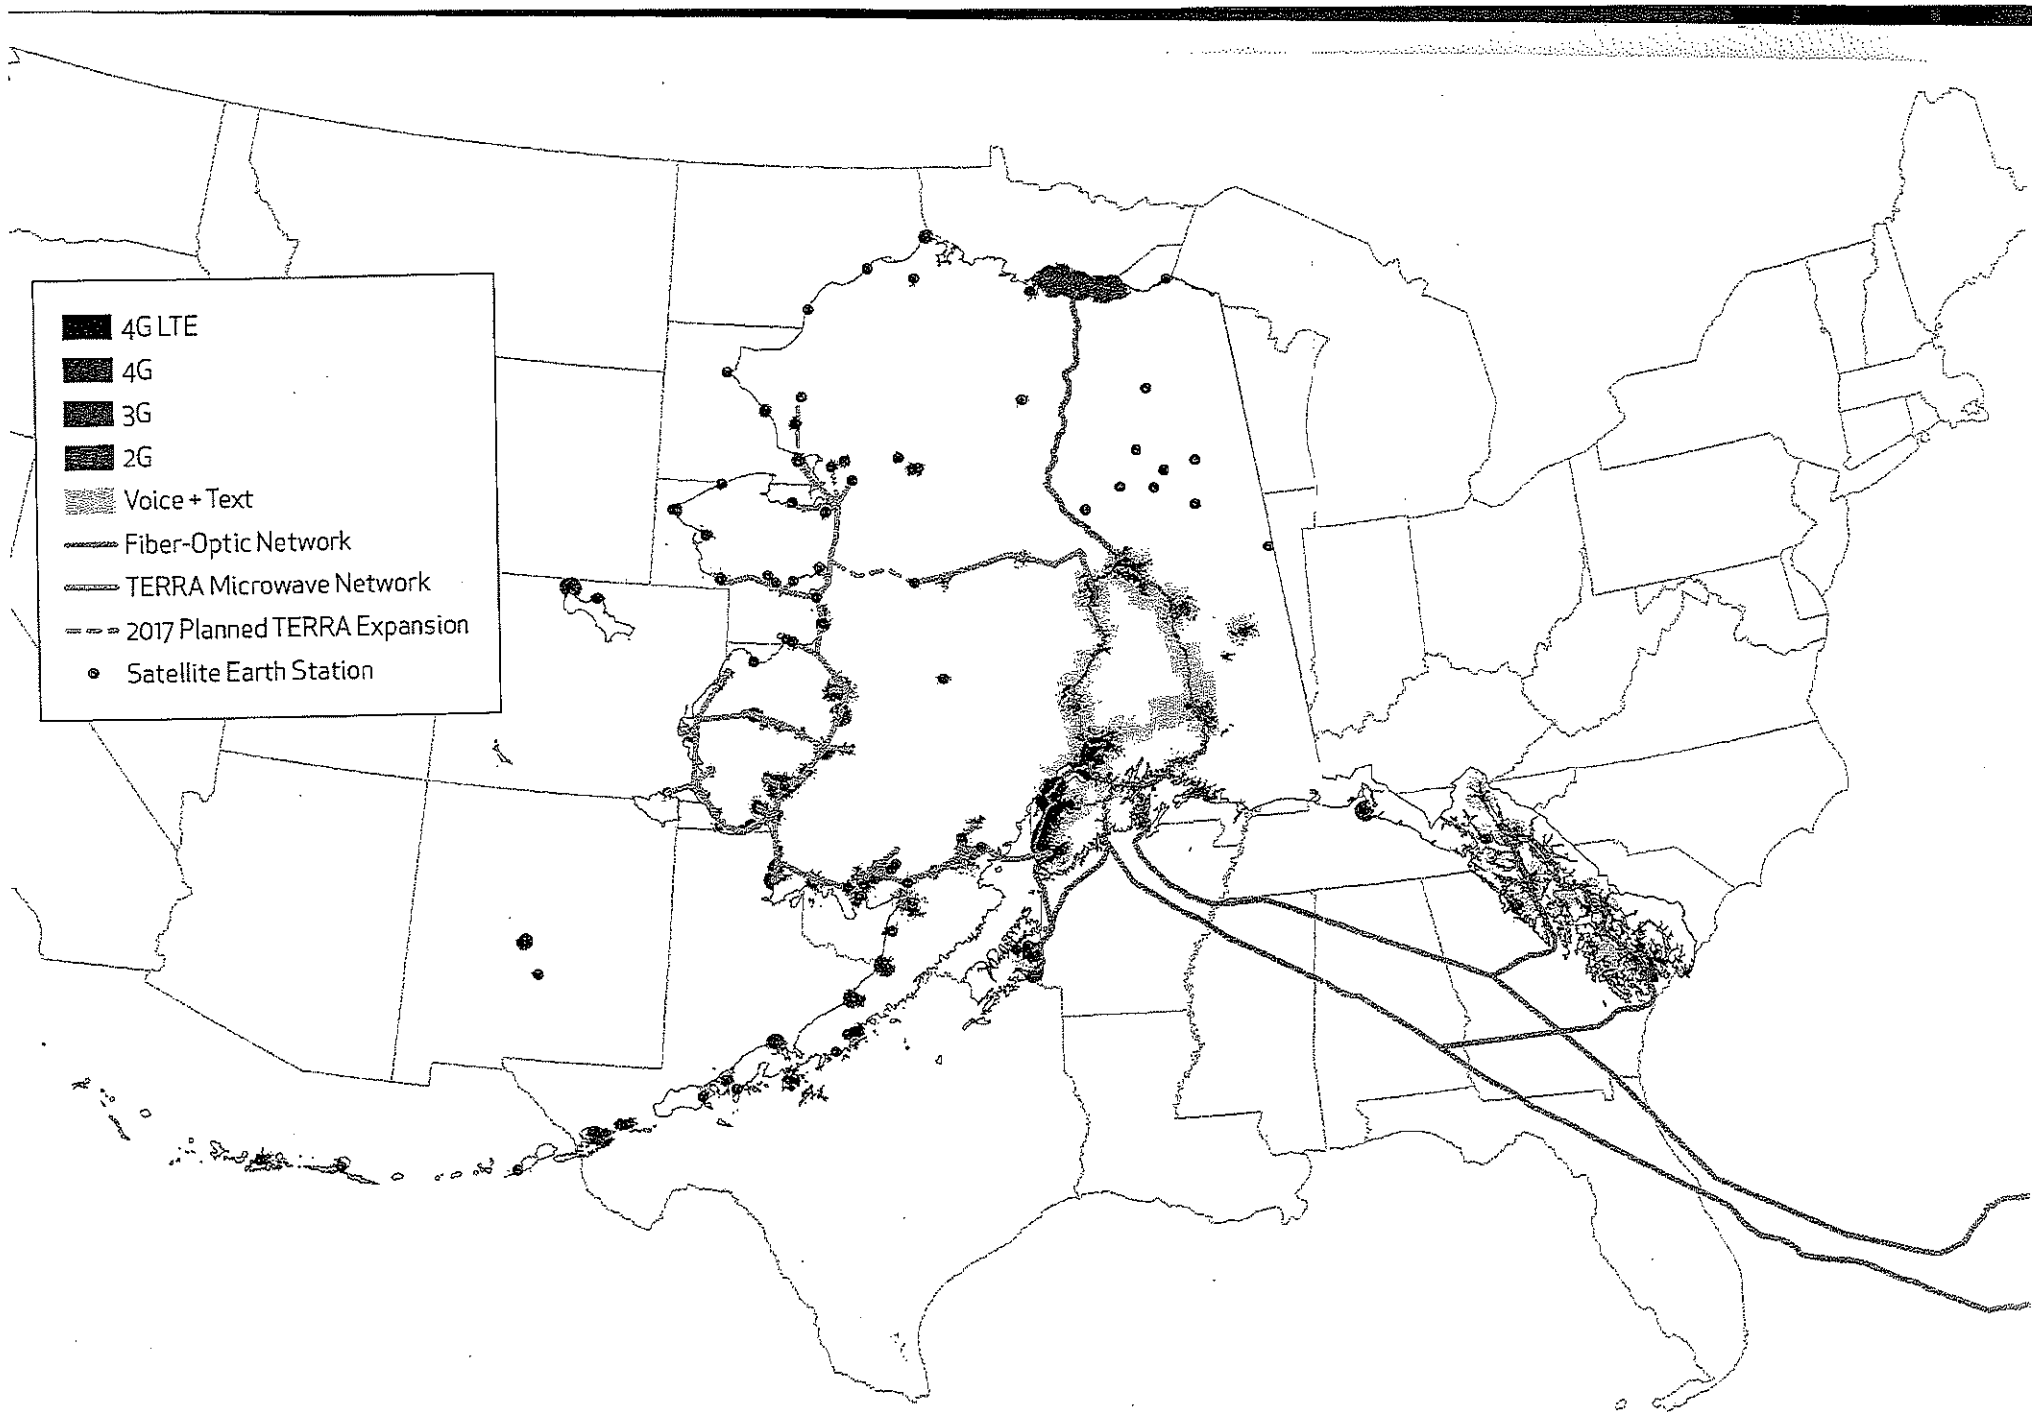 4G LTE
4G
3G
2G
Voice + Text
Fiber-Optic Network
TERRA Microwave Network
2017 Planned TERRA Expansion
Satellite Earth Station